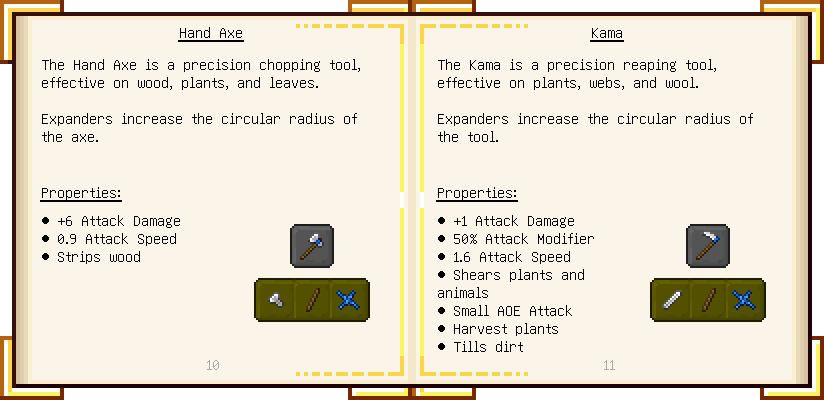 Hand Axe
The Hand Axe is a precision chopping tool,
effective on wood, plants, and leaves.
Expanders increase the circular radius of
the axe.
Properties:
● +6 Attack Damage
● 0.9 Attack Speed
● Strips wood
10
Kama
The Kama is a precision reaping tool,
effective on plants, webs, and wool.
Expanders increase the circular radius of
the tool.
Properties:
● +1 Attack Damage
● 50% Attack Modifier
● 1.6 Attack Speed
● Shears plants and
animals
● Small AOE Attack
● Harvest plants
● Tills dirt
11